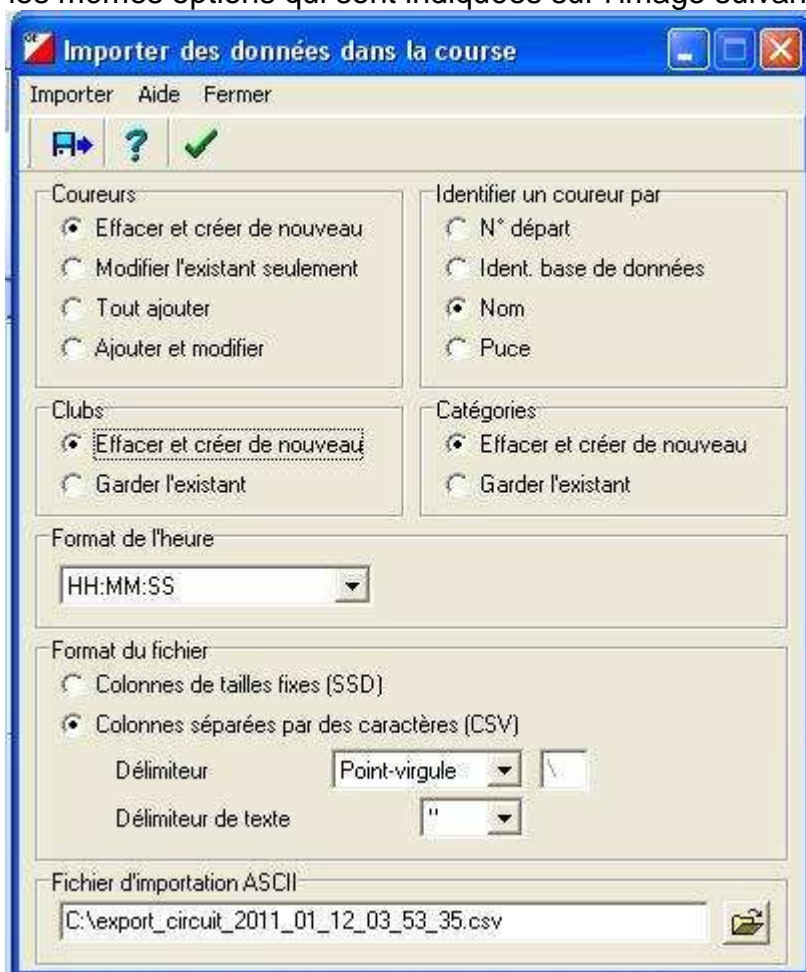 les mêmes options qui sont indiquées sur l'image suivan
OE
Importer des données dans la course
Importer Aide Fermer
Coureurs
Effacer et créer de nouveau
Modifier l'existant seulement
Tout ajouter
Ajouter et modifier
Identifier un coureur par
N° départ
Ident. base de données
Nom
Puce
Clubs
Effacer et créer de nouveau
Garder l'existant
Catégories
Effacer et créer de nouveau
Garder l'existant
Format de l'heure
HH:MM:SS
Format du fichier
Colonnes de tailles fixes (SSD)
Colonnes séparées par des caractères (CSV)
Délimiteur Point-virgule \
Délimiteur de texte "
Fichier d'importation ASCII
C:\export_circuit_2011_01_12_03_53_35.csv